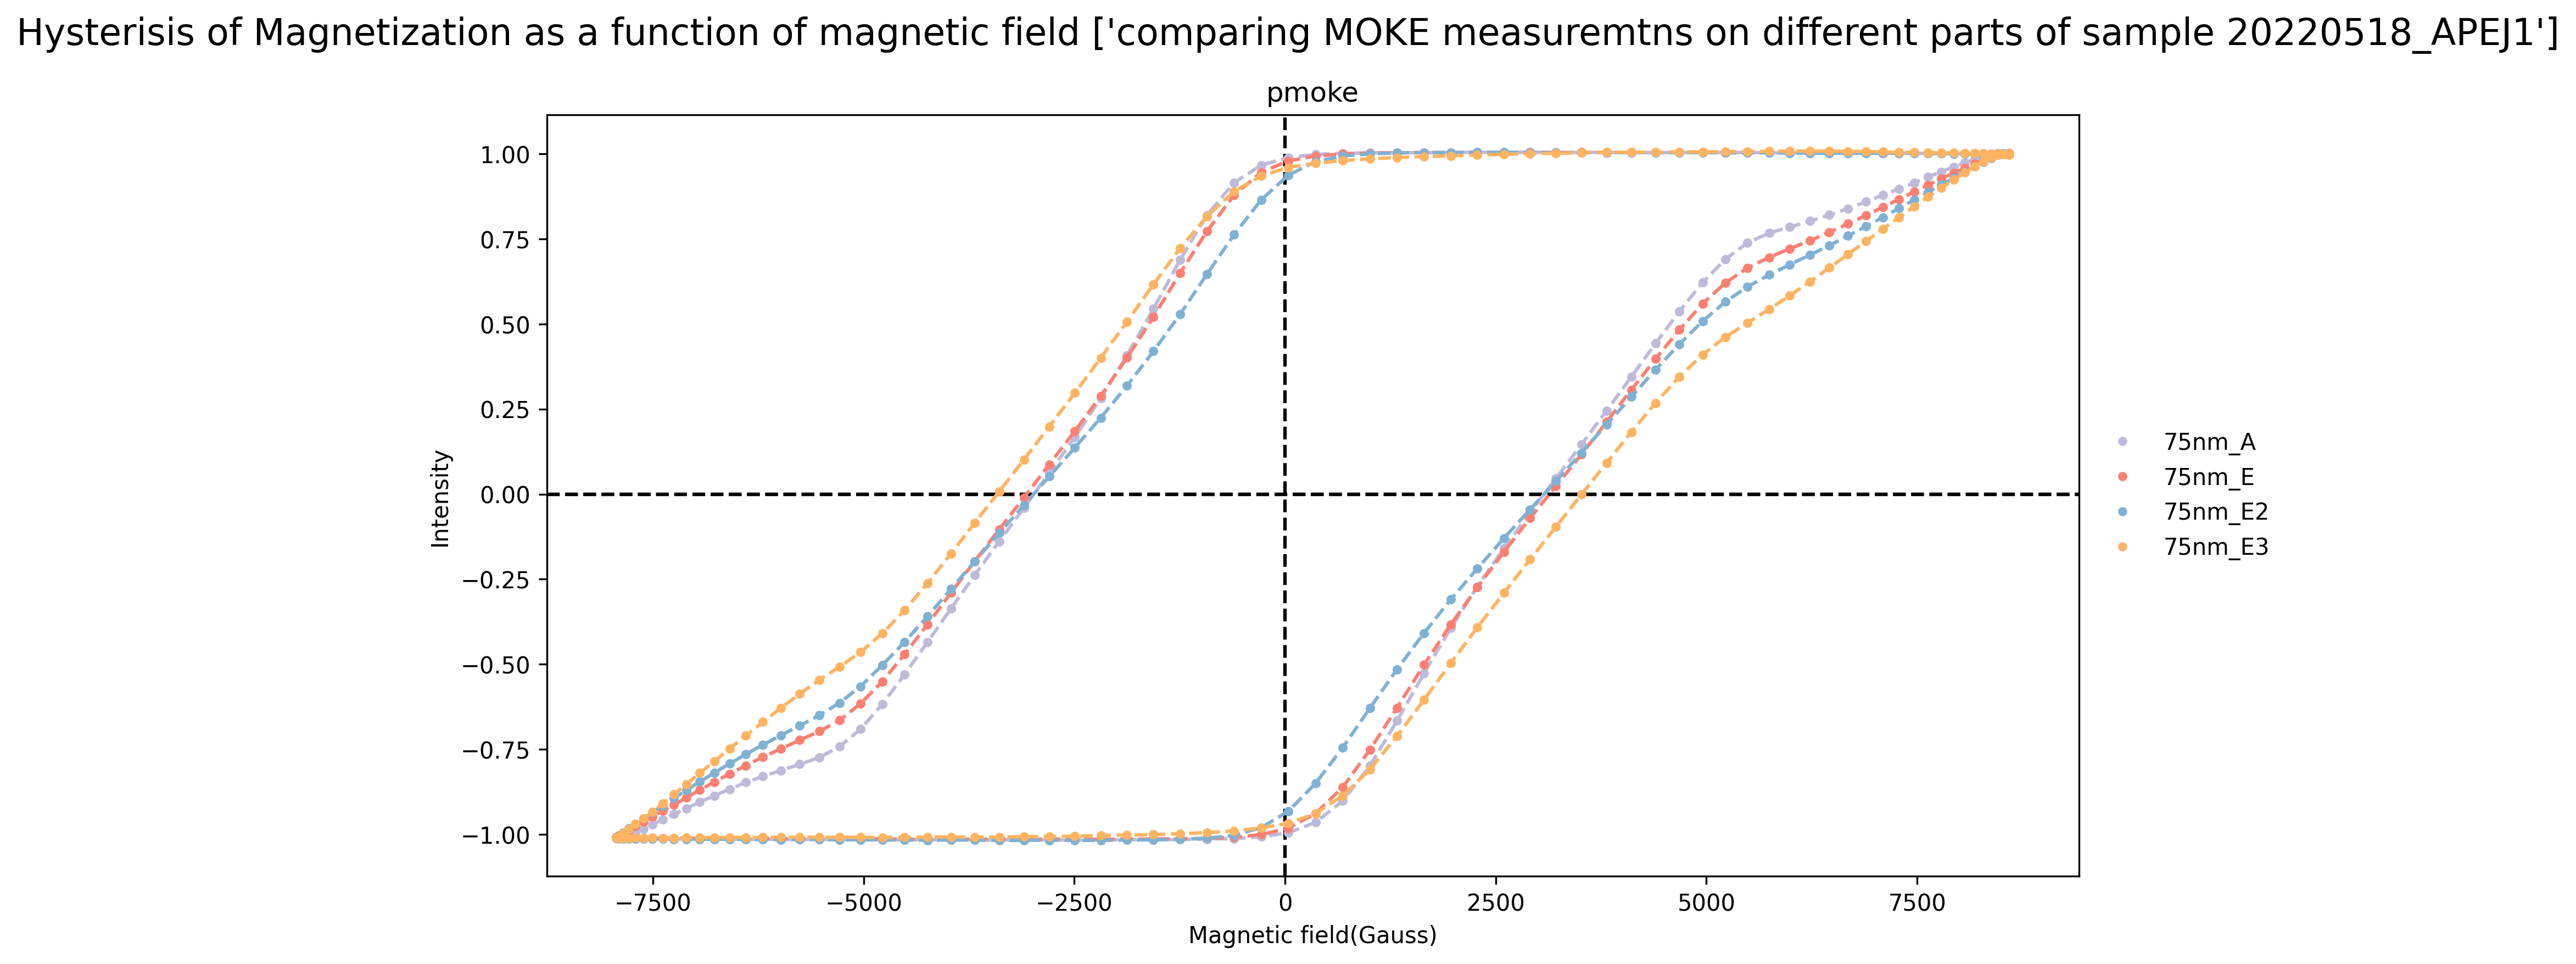 Hysterisis of Magnetization as a function of magnetic field ['comparing MOKE measuremtns on different parts of sample 20220518_APEJ1']
pmoke
1.00
0.75
0.50
0.25
0.00
−0.25
−0.50
−0.75
−1.00
Intensity
−7500
−5000
−2500
0
2500
5000
7500
Magnetic field(Gauss)
75nm_A
75nm_E
75nm_E2
75nm_E3